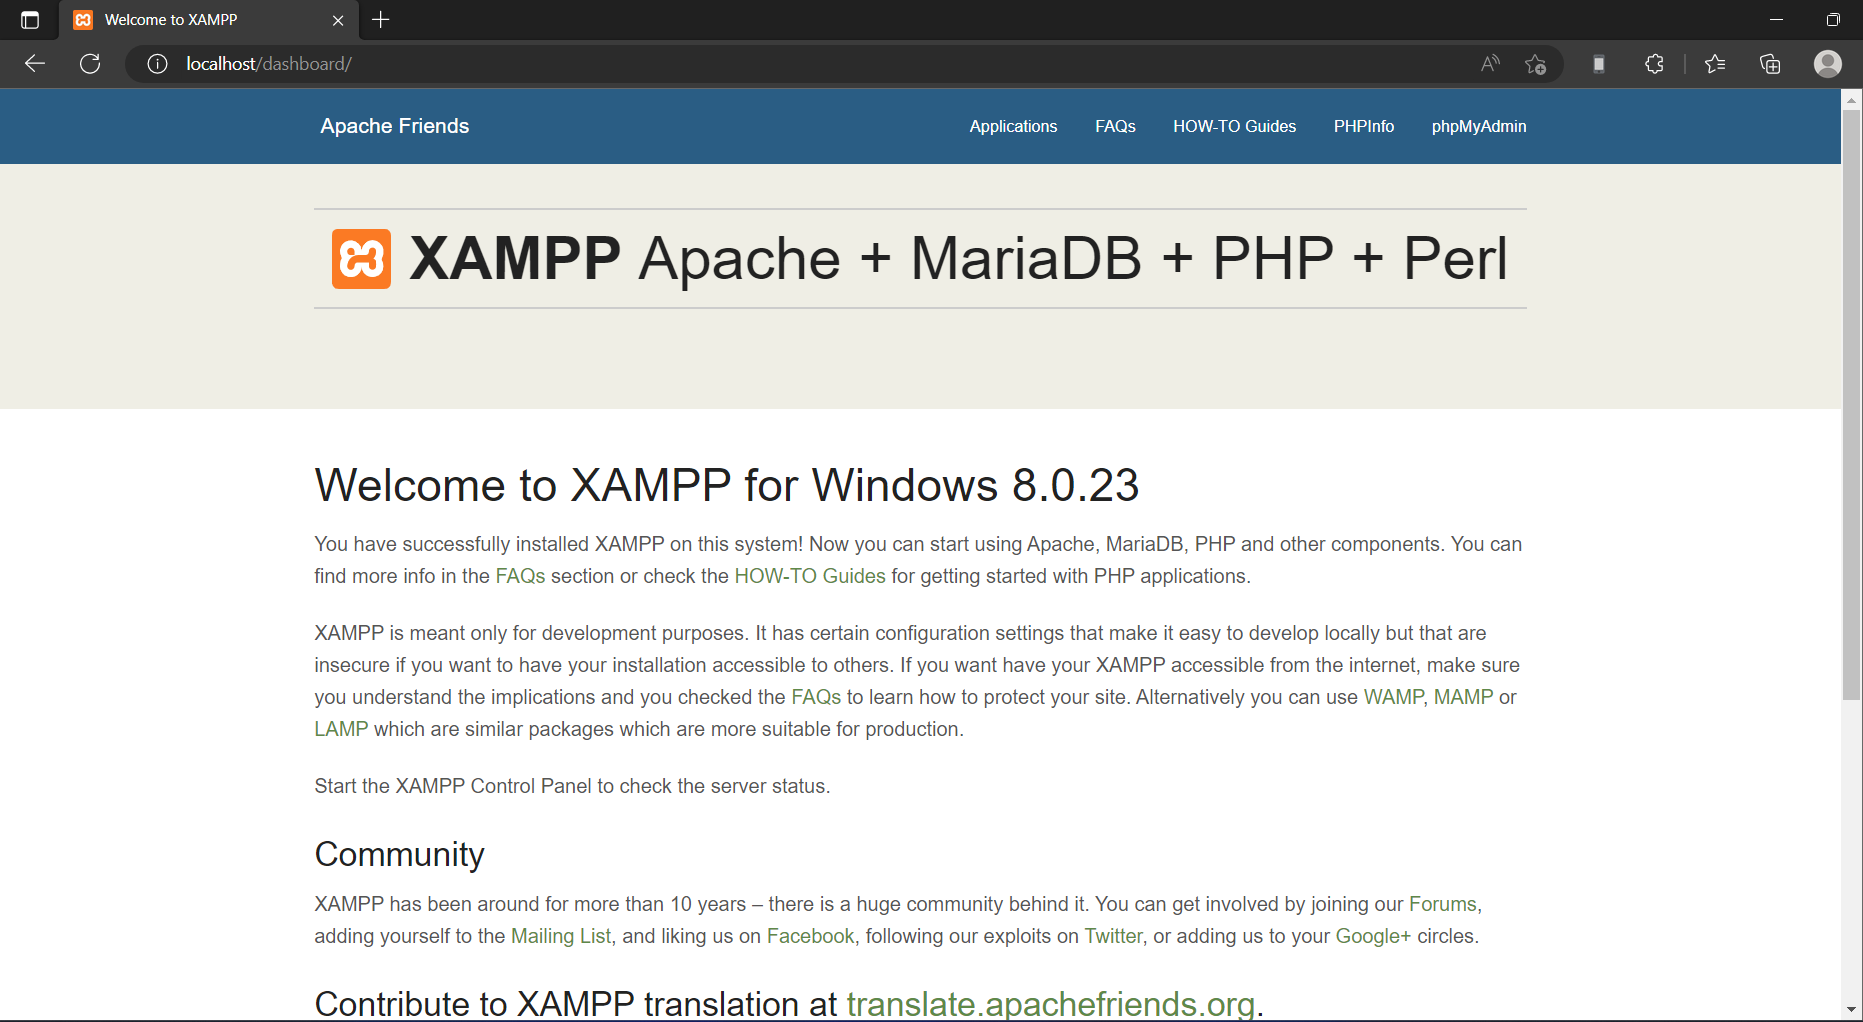 Welcome to XAMPP
localhost/dashboard/
Apache Friends
Applications FAQs HOW-TO Guides PHPInfo phpMyAdmin
XAMPP Apache + MariaDB + PHP + Perl
Welcome to XAMPP for Windows 8.0.23
You have successfully installed XAMPP on this system! Now you can start using Apache, MariaDB, PHP and other components. You can
find more info in the FAQs section or check the HOW-TO Guides for getting started with PHP applications.
XAMPP is meant only for development purposes. It has certain configuration settings that make it easy to develop locally but that are
insecure if you want to have your installation accessible to others. If you want have your XAMPP accessible from the internet, make sure
you understand the implications and you checked the FAQs to learn how to protect your site. Alternatively you can use WAMP, MAMP or
LAMP which are similar packages which are more suitable for production.
Start the XAMPP Control Panel to check the server status.
Community
XAMPP has been around for more than 10 years – there is a huge community behind it. You can get involved by joining our Forums,
adding yourself to the Mailing List, and liking us on Facebook, following our exploits on Twitter, or adding us to your Google+ circles.
Contribute to XAMPP translation at translate.apachefriends.org.